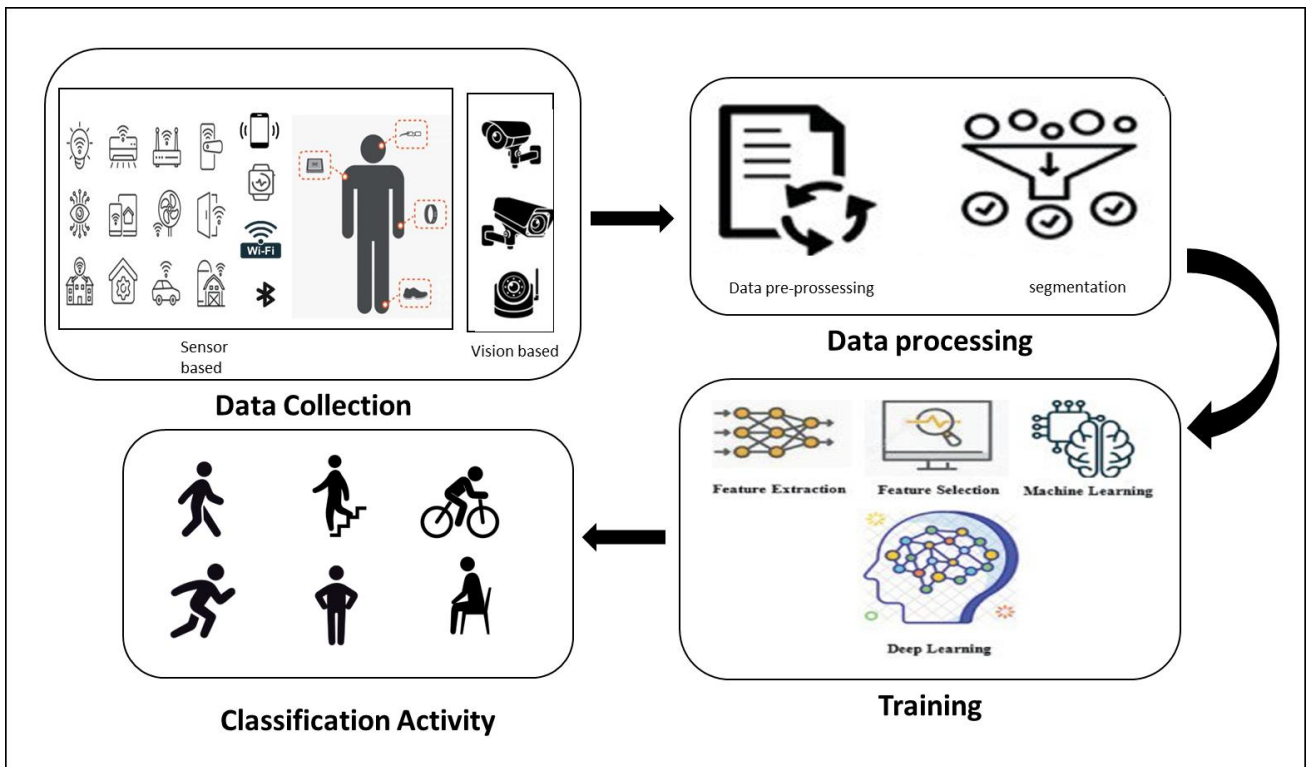 Wi-Fi
Sensor
based
Vision based
Data Collection
Data pre-prossessing
segmentation
Data processing
Feature Extraction
Feature Selection
Machine Learning
Deep Learning
Training
Classification Activity